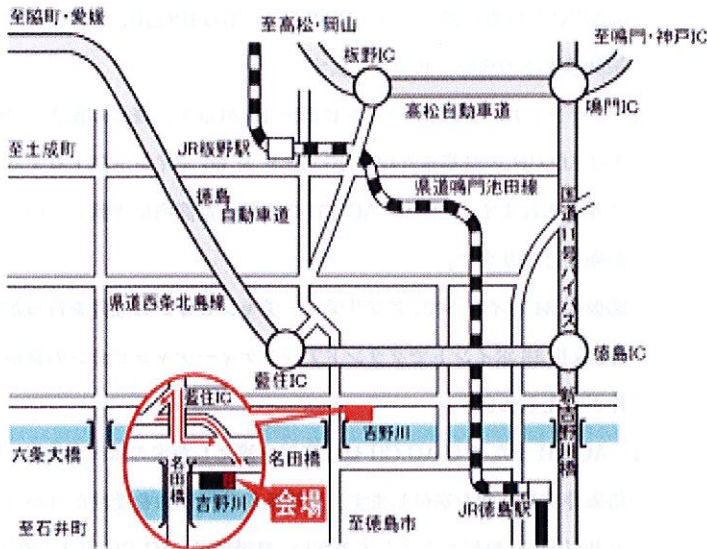 至脇町・愛媛
至高松・岡山
至鳴門・神戸IC
板野IC
高松自動車道
鳴門IC
至土成町
JR板野駅
県道鳴門池田線
徳島
自動車道
国道11号バイパス
県道西条北島線
藍住IC
徳島IC
藍住IC
新吉野川橋
吉野川
六条大橋
名田橋
名田橋
会場
吉野川
至石井町
至徳島市
JR徳島駅